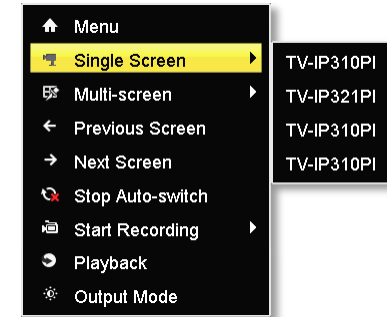 Menu
Single Screen
Multi-screen
Previous Screen
Next Screen
Stop Auto-switch
Start Recording
Playback
Output Mode
TV-IP310PI
TV-IP321PI
TV-IP310PI
TV-IP310PI